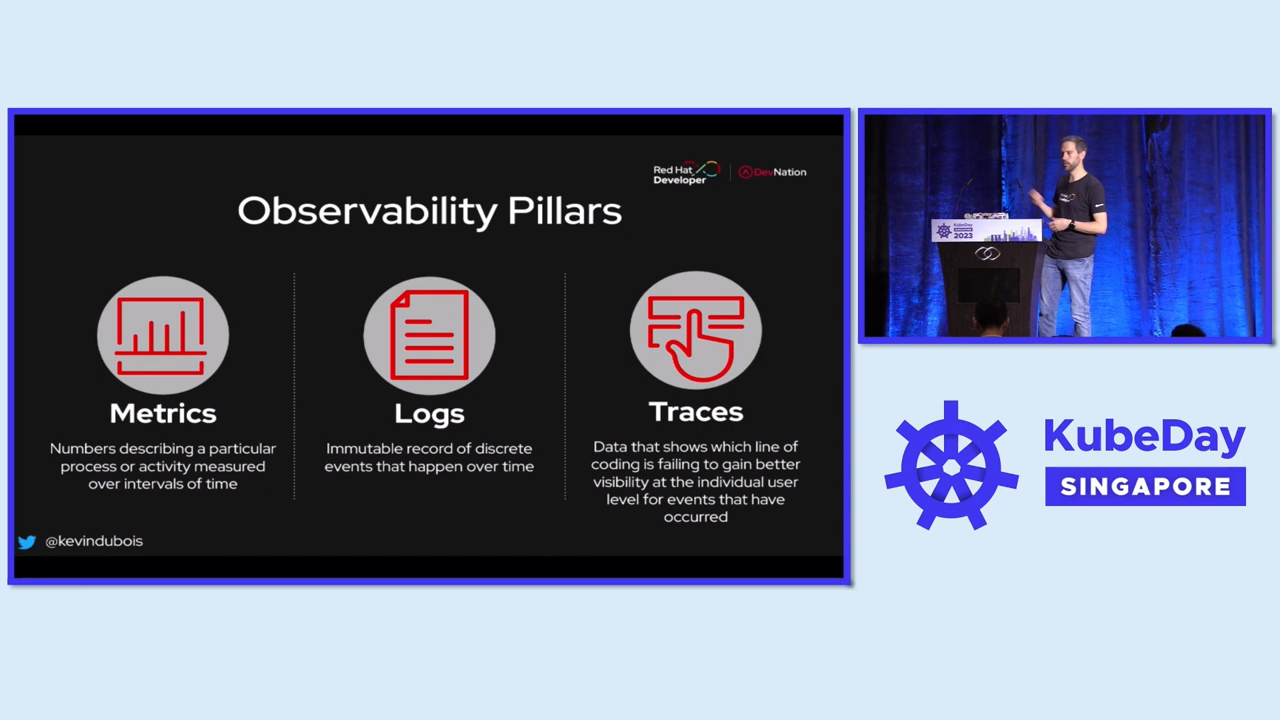 Red Hat
Developer
DevNation
Observability Pillars
Metrics
Numbers describing a particular
process or activity measured
over intervals of time
Logs
Immutable record of discrete
events that happen over time
Traces
Data that shows which line of
coding is failing to gain better
visibility at the individual user
level for events that have
occurred
@kevindubois
KubeDay
2023
KubeDay
SINGAPORE